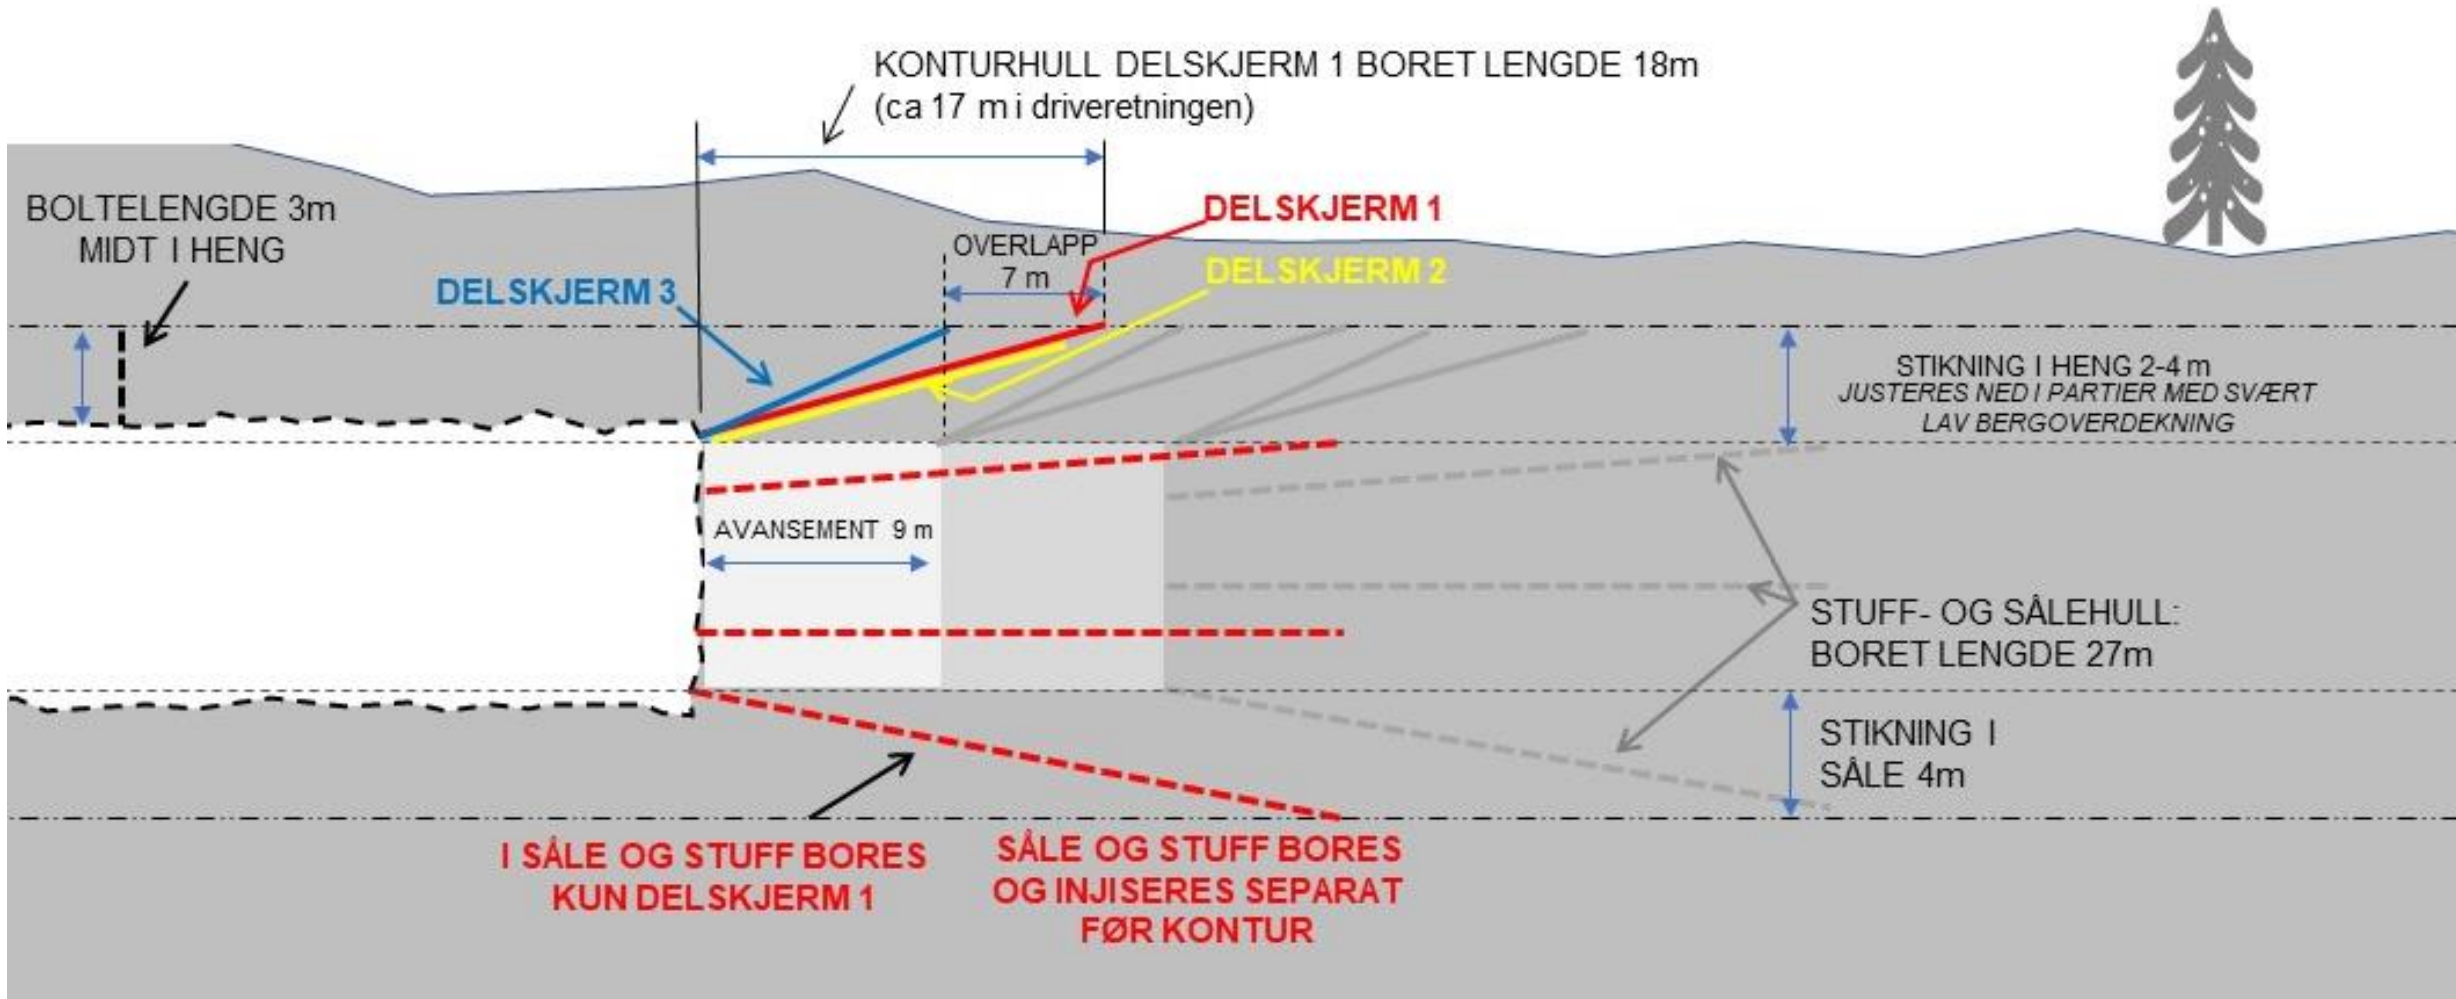 KONTURHULL DELSKJERM 1 BORET LENGDE 18m
(ca 17 m i driveretningen)
BOLTELENGDE 3m
MIDT I HENG
DELSKJERM 1
OVERLAPP
7 m
DELSKJERM 2
DELSKJERM 3
STIKNING I HENG 2-4 m
JUSTERES NED I PARTIER MED SVÆRT
LAV BERGOVERDEKNING
AVANSEMENT 9 m
STUFF- OG SÅLEHULL:
BORET LENGDE 27m
STIKNING I
SÅLE 4m
I SÅLE OG STUFF BORES
KUN DELSKJERM 1
SÅLE OG STUFF BORES
OG INJISERES SEPARAT
FØR KONTUR